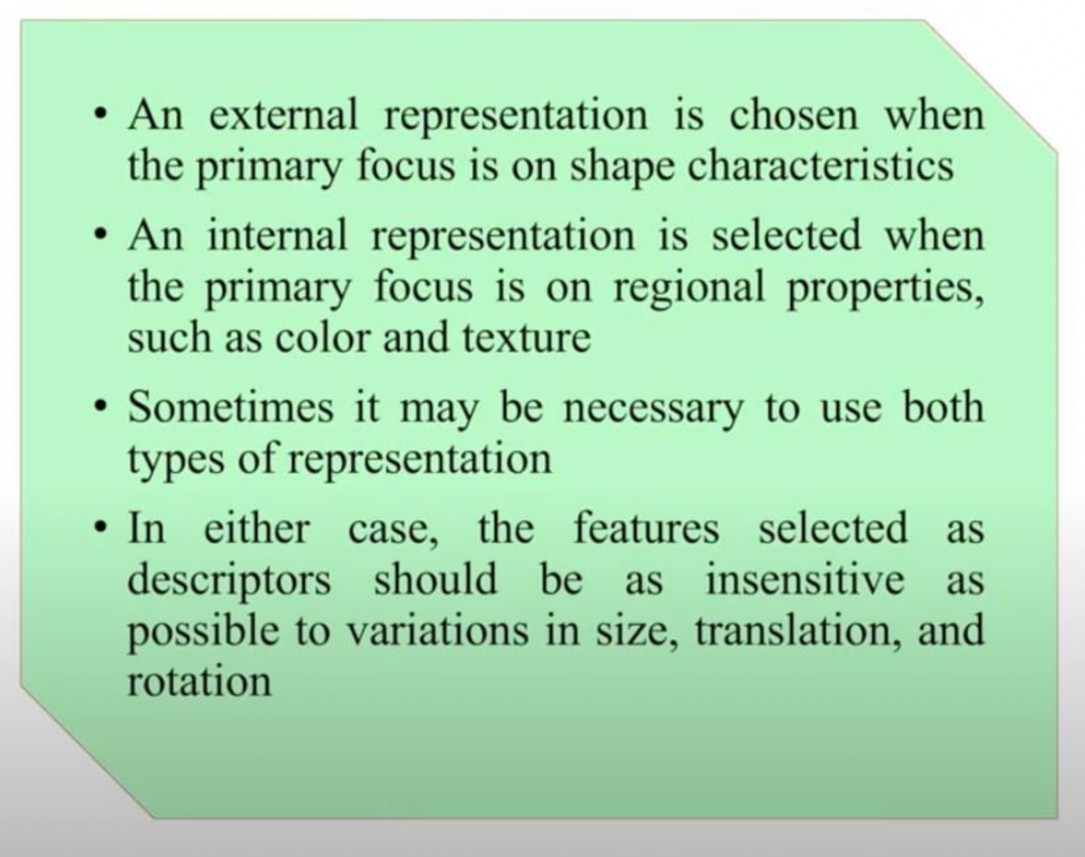 • An external representation is chosen when
the primary focus is on shape characteristics
• An internal representation is selected when
the primary focus is on regional properties,
such as color and texture
• Sometimes it may be necessary to use both
types of representation
• In either case, the features selected as
descriptors should be as insensitive as
possible to variations in size, translation, and
rotation